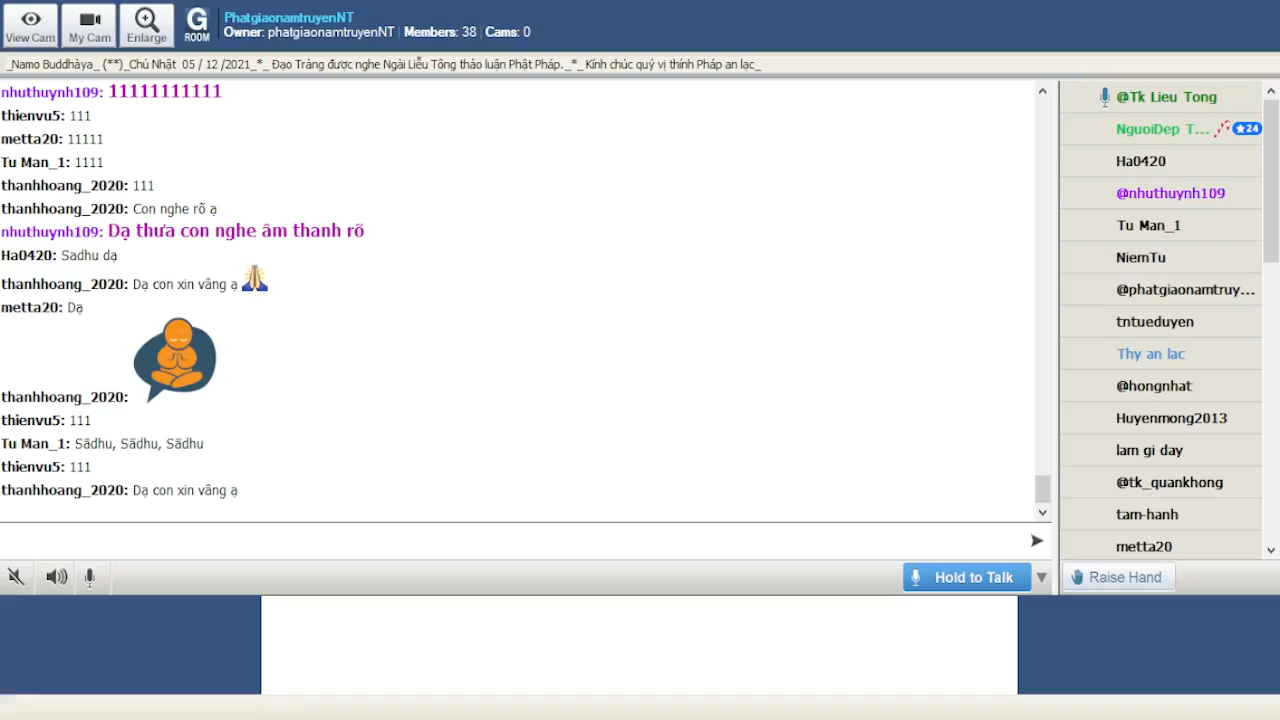 View Cam
My Cam
Enlarge
G
ROOM
PhatgiaonamtruyenNT
Owner: phatgiaonamtruyenNT | Members: 38 | Cams: 0
_Namo Buddhàya_ (**)_Chủ Nhật 05 / 12 /2021_*_ Đạo Tràng được nghe Ngài Liễu Tông thảo luận Phật Pháp._*_Kính chúc quý vị thính Pháp an lạc_
nhuthuynh109: 11111111111
thienvu5: 111
metta20: 11111
Tu Man_1: 1111
thanhhoang_2020: 111
thanhhoang_2020: Con nghe rõ ạ
nhuthuynh109: Dạ thưa con nghe âm thanh rõ
Ha0420: Sadhu dạ
thanhhoang_2020: Dạ con xin vâng ạ
metta20: Dạ
thanhhoang_2020:
thienvu5: 111
Tu Man_1: Sādhu, Sādhu, Sādhu
thienvu5: 111
thanhhoang_2020: Dạ con xin vâng ạ
@Tk Lieu Tong
NguoiDep T... 24
Ha0420
@nhuthuynh109
Tu Man_1
NiemTu
@phatgiaonamtruy...
tntueduyen
Thy an lac
@hongnhat
Huyenmong2013
lam gi day
@tk_quankhong
tam-hanh
metta20
Hold to Talk
Raise Hand